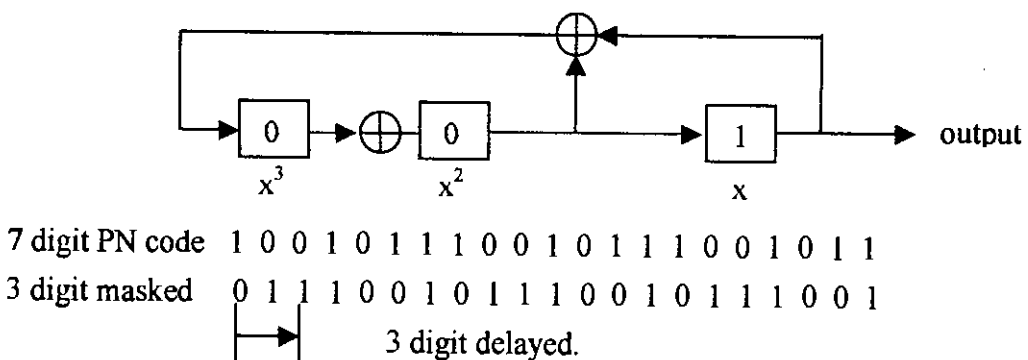 0 0 1 output
x³ x² x
7 digit PN code 1 0 0 1 0 1 1 1 0 0 1 0 1 1 1 0 0 1 0 1 1
3 digit masked 0 1 1 1 0 0 1 0 1 1 1 0 0 1 0 1 1 1 0 0 1
3 digit delayed.